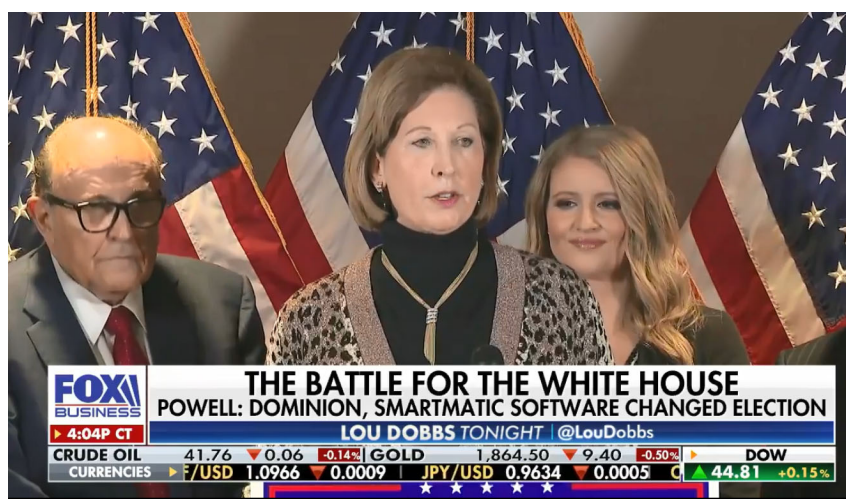 THE BATTLE FOR THE WHITE HOUSE
FOX
BUSINESS
POWELL: DOMINION, SMARTMATIC SOFTWARE CHANGED ELECTION
4:04P CT
LOU DOBBS TONIGHT | @LouDobbs
CRUDE OIL 41.76 ▼0.06 -0.14% GOLD 1,864.50 ▼9.40 -0.50% DOW
CURRENCIES F/USD 1.0966 ▼0.0009 JPY/USD 0.9634 ▼0.0005 ▲44.81 +0.15%